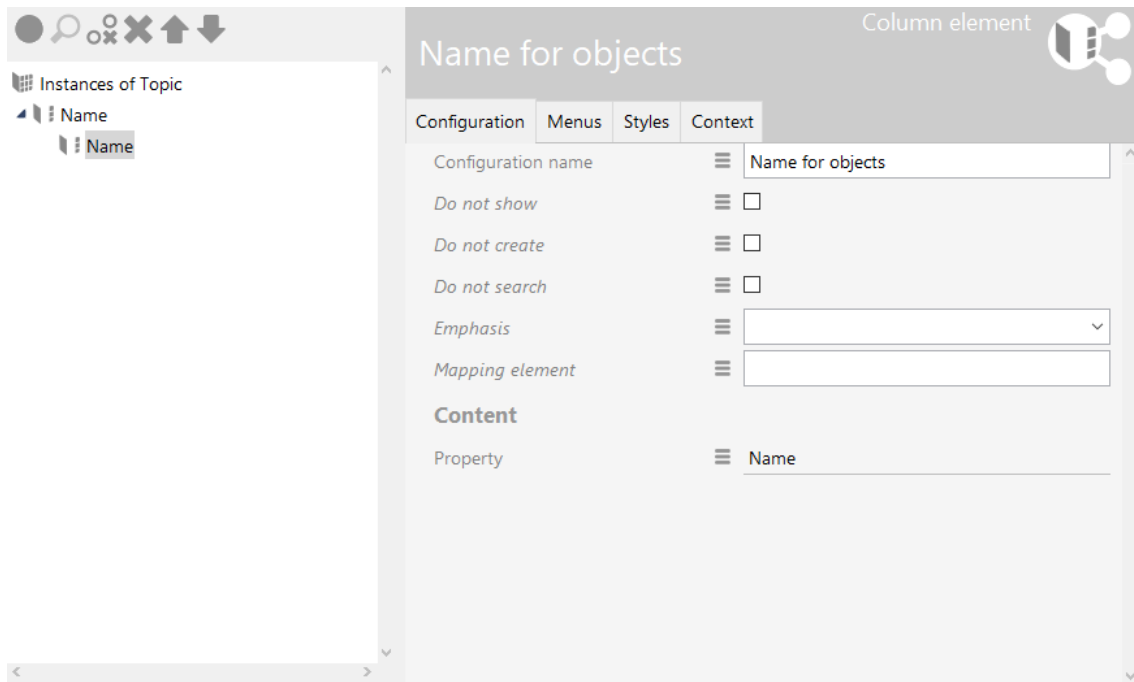 Instances of Topic
Name
Name
Column element
Name for objects
Configuration Menus Styles Context
Configuration name Name for objects
Do not show
Do not create
Do not search
Emphasis
Mapping element
Content
Property Name